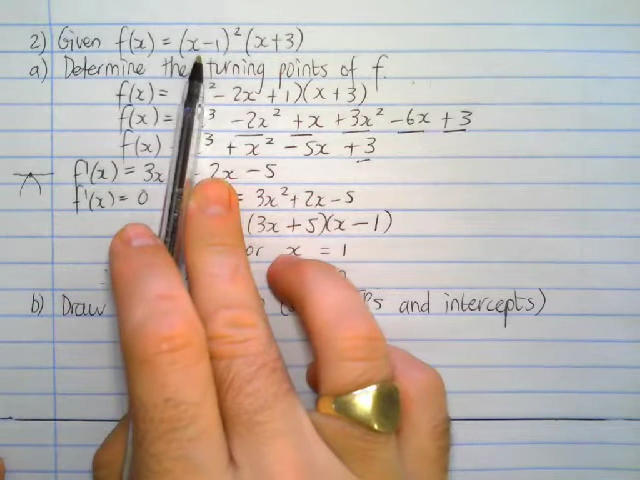 2) Given f(x) = (x-1)²(x+3)
a) Determine the turning points of f.
f(x) = ² - 2x + 1)(x+3)
f(x) = ³ - 2x² + x + 3x² - 6x + 3
f(x) ³ + x² - 5x + 3
f'(x) = 3x 2x - 5
f'(x) = 0 = 3x² + 2x - 5
(3x + 5)(x - 1)
or x = 1
b) Draw and intercepts)